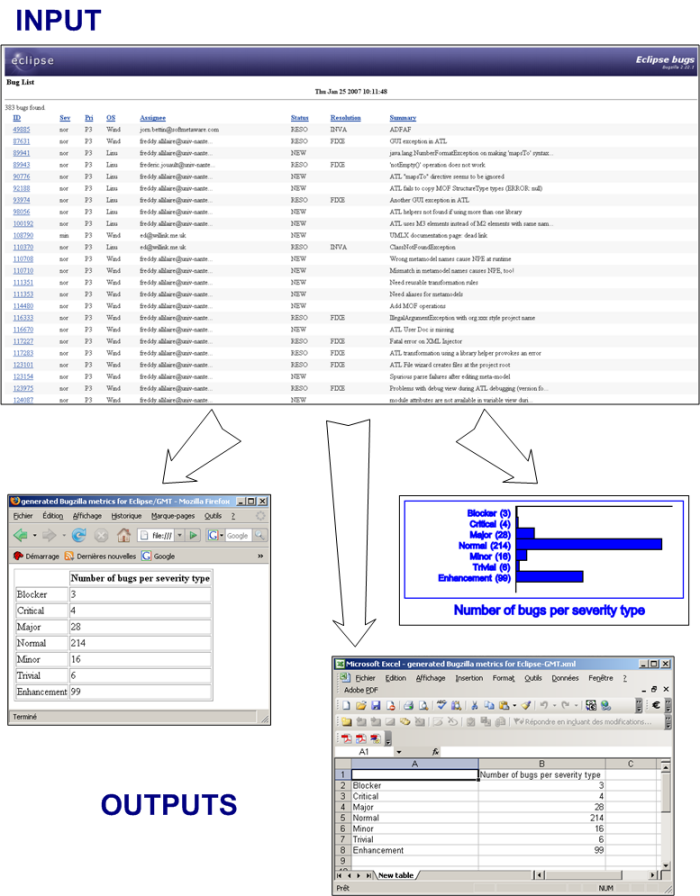 INPUT
eclipse
Eclipse bugs
Bug List
Thu Jan 25 2007 10:11:48
383 bugs found.
ID Sev Pri OS Assignee Status Resolution Summary
49885 nor P3 Wind jorn.bettin@softmetaware.com RESO INVA ADFAF
87631 nor P3 Wind freddy.allilaire@univ-nante... RESO FIXE GUI exception in ATL
89941 nor P3 Linu freddy.allilaire@univ-nante... NEW java.lang.NumberFormatException on making 'mapsTo' syntax...
89943 nor P3 Linu frederic.jouault@univ-nante... RESO FIXE 'notEmpty()' operation does not work.
90776 nor P3 Linu freddy.allilaire@univ-nante... NEW ATL "mapsTo" directive seems to be ignored
92188 nor P3 Linu freddy.allilaire@univ-nante... NEW ATL fails to copy MOF StructureType types (ERROR: null)
93974 nor P3 Linu freddy.allilaire@univ-nante... RESO FIXE Another GUI exception in ATL
98056 nor P3 Linu freddy.allilaire@univ-nante... NEW ATL helpers not found if using more than one library
100192 nor P3 Linu freddy.allilaire@univ-nante... NEW ATL uses M3 elements instead of M2 elements with same nam...
108790 min P3 Wind ed@willink.me.uk NEW UMLX documentation page: dead link
110370 nor P3 Linu ed@willink.me.uk RESO INVA ClassNotFoundException
110708 nor P3 Wind freddy.allilaire@univ-nante... NEW Wrong metamodel names cause NPE at runtime
110710 nor P3 Wind freddy.allilaire@univ-nante... NEW Mismatch in metamodel names causes NPE, too!
111351 nor P3 Wind freddy.allilaire@univ-nante... NEW Need reusable transformation rules
111353 nor P3 Wind freddy.allilaire@univ-nante... NEW Need aliases for metamodels
114480 nor P3 Wind freddy.allilaire@univ-nante... NEW Add MOF operations
116333 nor P3 Wind freddy.allilaire@univ-nante... RESO FIXE IllegalArgumentException with org.xxx style project name
116670 nor P3 Wind freddy.allilaire@univ-nante... NEW ATL User Doc is missing
117227 nor P3 Wind freddy.allilaire@univ-nante... RESO FIXE Fatal error on XML Injector
117283 nor P3 Wind freddy.allilaire@univ-nante... RESO FIXE ATL transformation using a library helper provokes an error
123101 nor P3 Wind freddy.allilaire@univ-nante... RESO FIXE ATL File wizard creates files at the project root
123154 nor P3 Wind freddy.allilaire@univ-nante... NEW Spurious parse failures after editing meta-model
123975 nor P3 Wind freddy.allilaire@univ-nante... RESO FIXE Problems with debug view during ATL debugging (version fo...
124087 nor P3 Wind freddy.allilaire@univ-nante... NEW module attributes are not available in variable view duri...
generated Bugzilla metrics for Eclipse/GMT - Mozilla Firefox
Fichier Édition Affichage Historique Marque-pages Outils ?
file:/// Google
Démarrage Dernières nouvelles Google
Number of bugs per severity type
Blocker 3
Critical 4
Major 28
Normal 214
Minor 16
Trivial 6
Enhancement 99
Terminé
Blocker (3)
Critical (4)
Major (28)
Normal (214)
Minor (16)
Trivial (6)
Enhancement (99)
Number of bugs per severity type
OUTPUTS
Microsoft Excel - generated Bugzilla metrics for Eclipse-GMT.xml
Fichier Edition Affichage Insertion Format Outils Données Fenêtre ?
Adobe PDF
Répondre en incluant des modifications...
A1 fx
A B C
1 Number of bugs per severity type
2 Blocker 3
3 Critical 4
4 Major 28
5 Normal 214
6 Minor 16
7 Trivial 6
8 Enhancement 99
9
New table
Prêt NUM